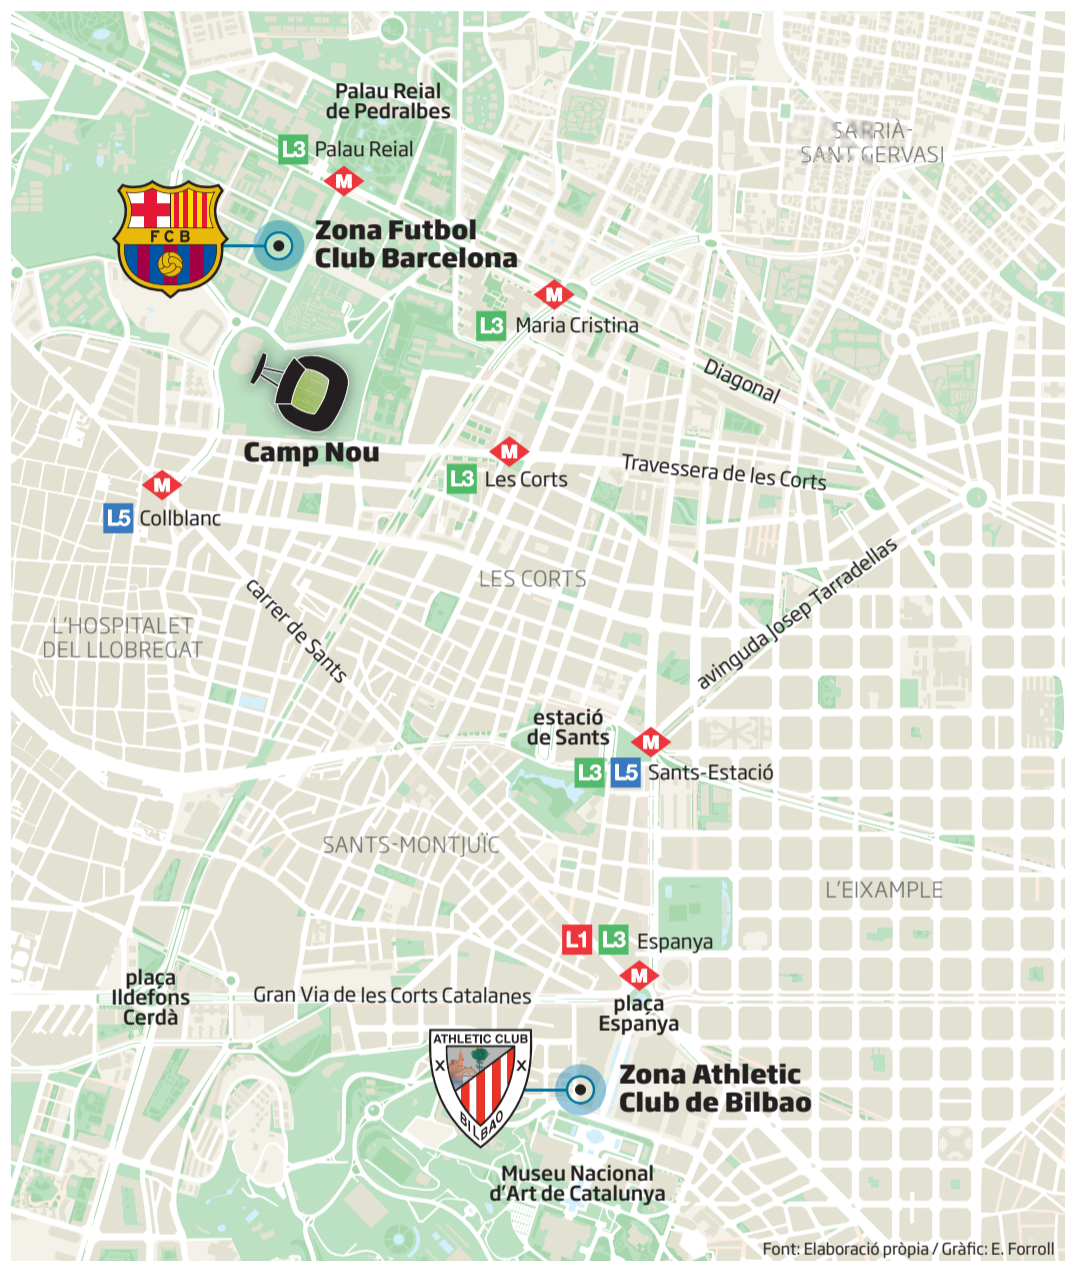 Palau Reial
de Pedralbes
SARRIÀ-
SANT GERVASI
L3 Palau Reial
M
FCB
Zona Futbol
Club Barcelona
M
L3 Maria Cristina
Diagonal
Camp Nou
M
L3 Les Corts
Travessera de les Corts
M
L5 Collblanc
LES CORTS
avinguda Josep Tarradellas
carrer de Sants
L'HOSPITALET
DEL LLOBREGAT
estació
de Sants
M
L3 L5 Sants-Estació
SANTS-MONTJUÏC
L'EIXAMPLE
L1 L3 Espanya
M
plaça
Ildefons
Cerdà
Gran Via de les Corts Catalanes
plaça
Espanya
ATHLETIC CLUB
X X
BILBAO
Zona Athletic
Club de Bilbao
Museu Nacional
d'Art de Catalunya
Font: Elaboració pròpia / Gràfic: E. Forroll